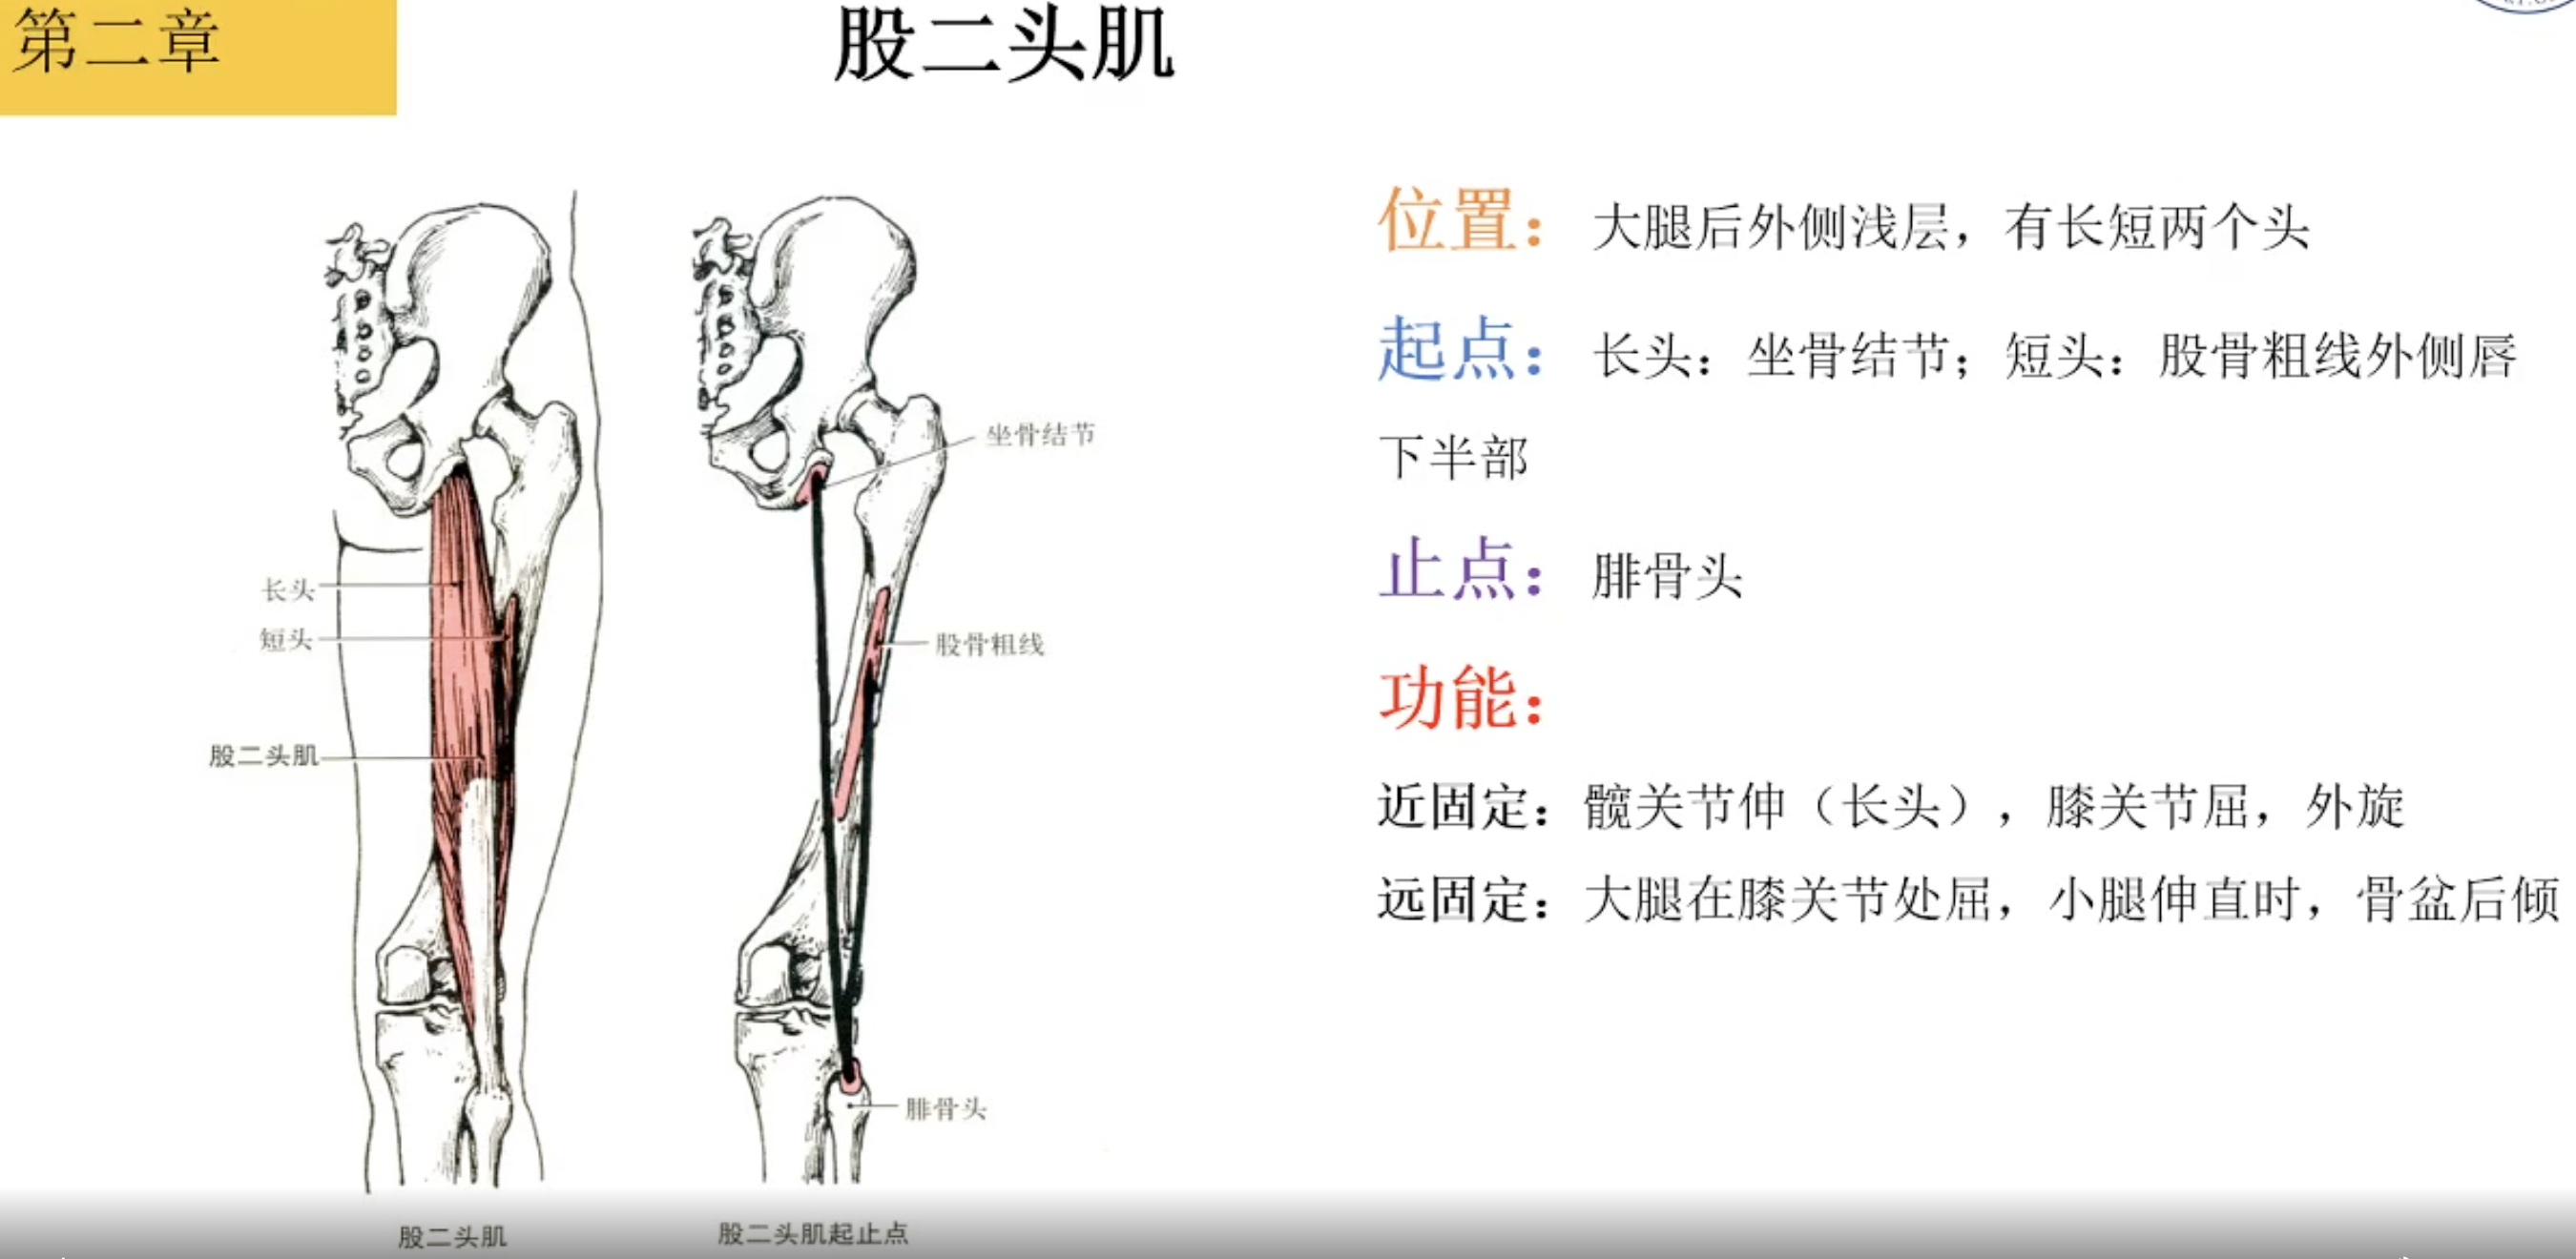 第二章
股二头肌
位置：大腿后外侧浅层，有长短两个头
起点：长头：坐骨结节；短头：股骨粗线外侧唇
下半部
止点：腓骨头
功能：
近固定：髋关节伸（长头），膝关节屈，外旋
远固定：大腿在膝关节处屈，小腿伸直时，骨盆后倾
长头
短头
股二头肌
坐骨结节
股骨粗线
腓骨头
股二头肌
股二头肌起止点